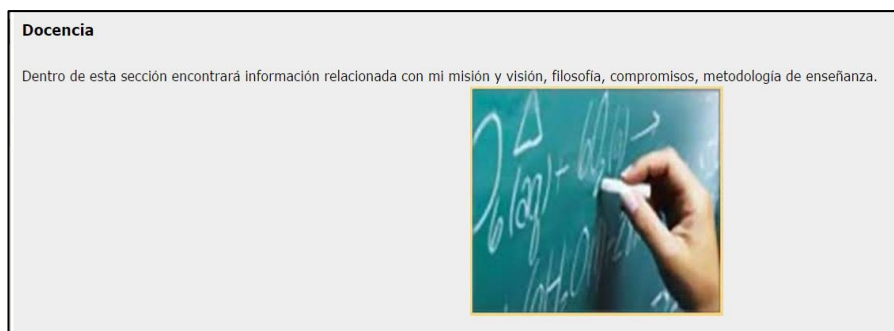 Docencia
Dentro de esta sección encontrará información relacionada con mi misión y visión, filosofía, compromisos, metodología de enseñanza.